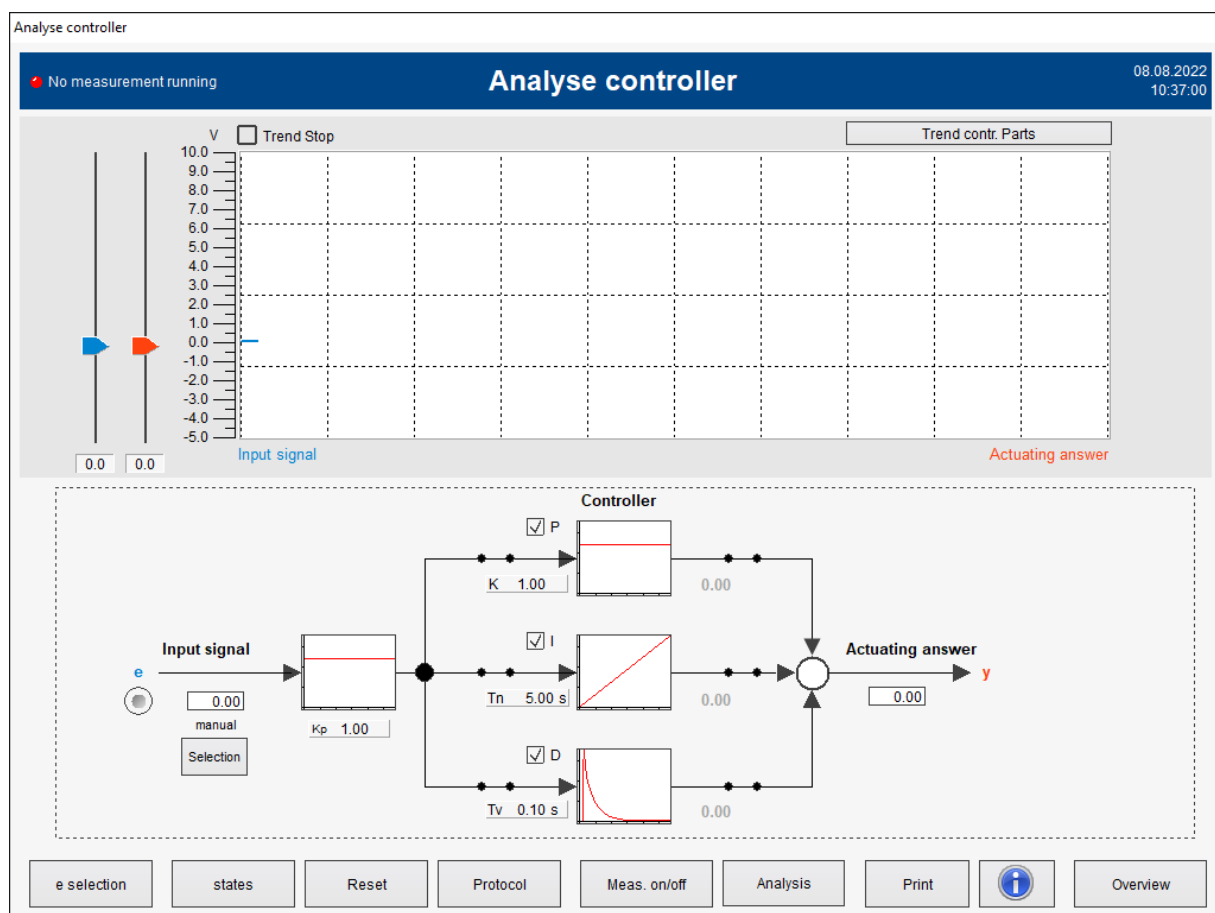 Analyse controller
No measurement running
Analyse controller
08.08.2022
10:37:00
V
Trend Stop
Trend contr. Parts
10.0
9.0
8.0
7.0
6.0
5.0
4.0
3.0
2.0
1.0
0.0
-1.0
-2.0
-3.0
-4.0
-5.0
0.0
0.0
Input signal
Actuating answer
Controller
P
K 1.00
0.00
I
Tn 5.00 s
0.00
D
Tv 0.10 s
0.00
Input signal
e
0.00
manual
Selection
Kp 1.00
Actuating answer
y
0.00
e selection
states
Reset
Protocol
Meas. on/off
Analysis
Print
i
Overview